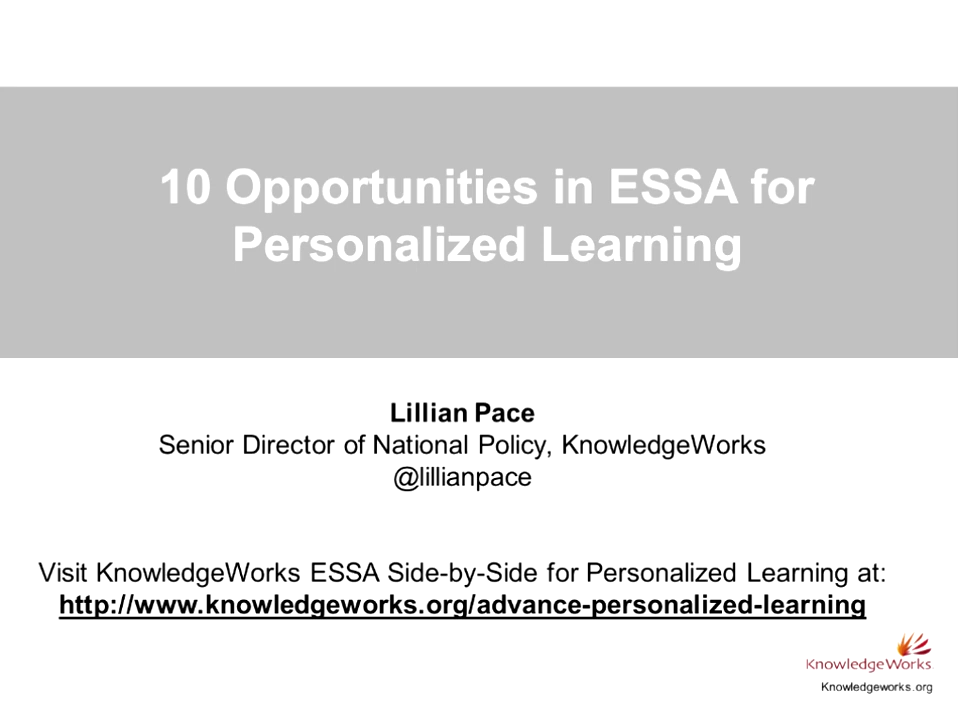 10 Opportunities in ESSA for
Personalized Learning
Lillian Pace
Senior Director of National Policy, KnowledgeWorks
@lillianpace
Visit KnowledgeWorks ESSA Side-by-Side for Personalized Learning at:
http://www.knowledgeworks.org/advance-personalized-learning
KnowledgeWorks
Knowledgeworks.org